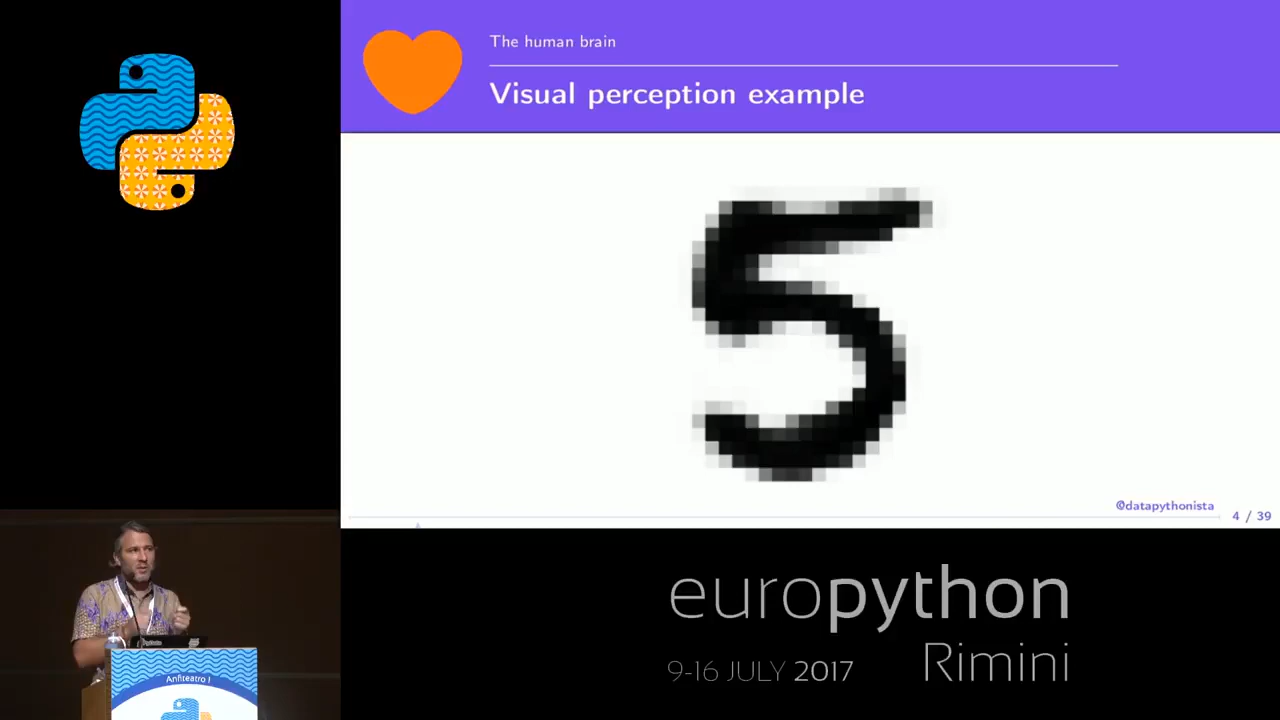 The human brain
Visual perception example
5
@datapythonista
4 / 39
europython
Rimini
9-16 JULY 2017
Anfiteatro I